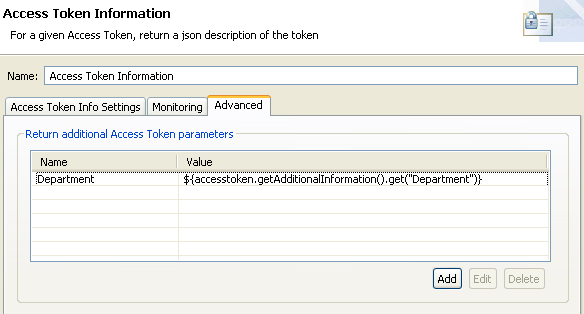 Access Token Information
For a given Access Token, return a json description of the token
Name: Access Token Information
Access Token Info Settings Monitoring Advanced
Return additional Access Token parameters
Name Value
Department ${accesstoken.getAdditionalInformation().get("Department")}
Add Edit Delete